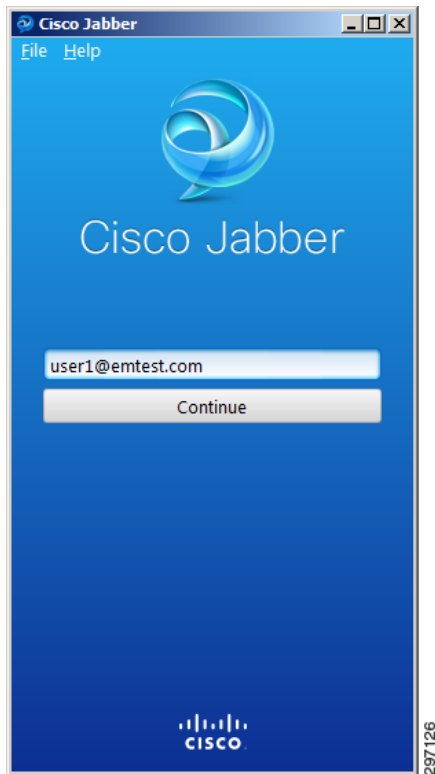 Cisco Jabber
File Help
Cisco Jabber
user1@emtest.com
Continue
CISCO
297126